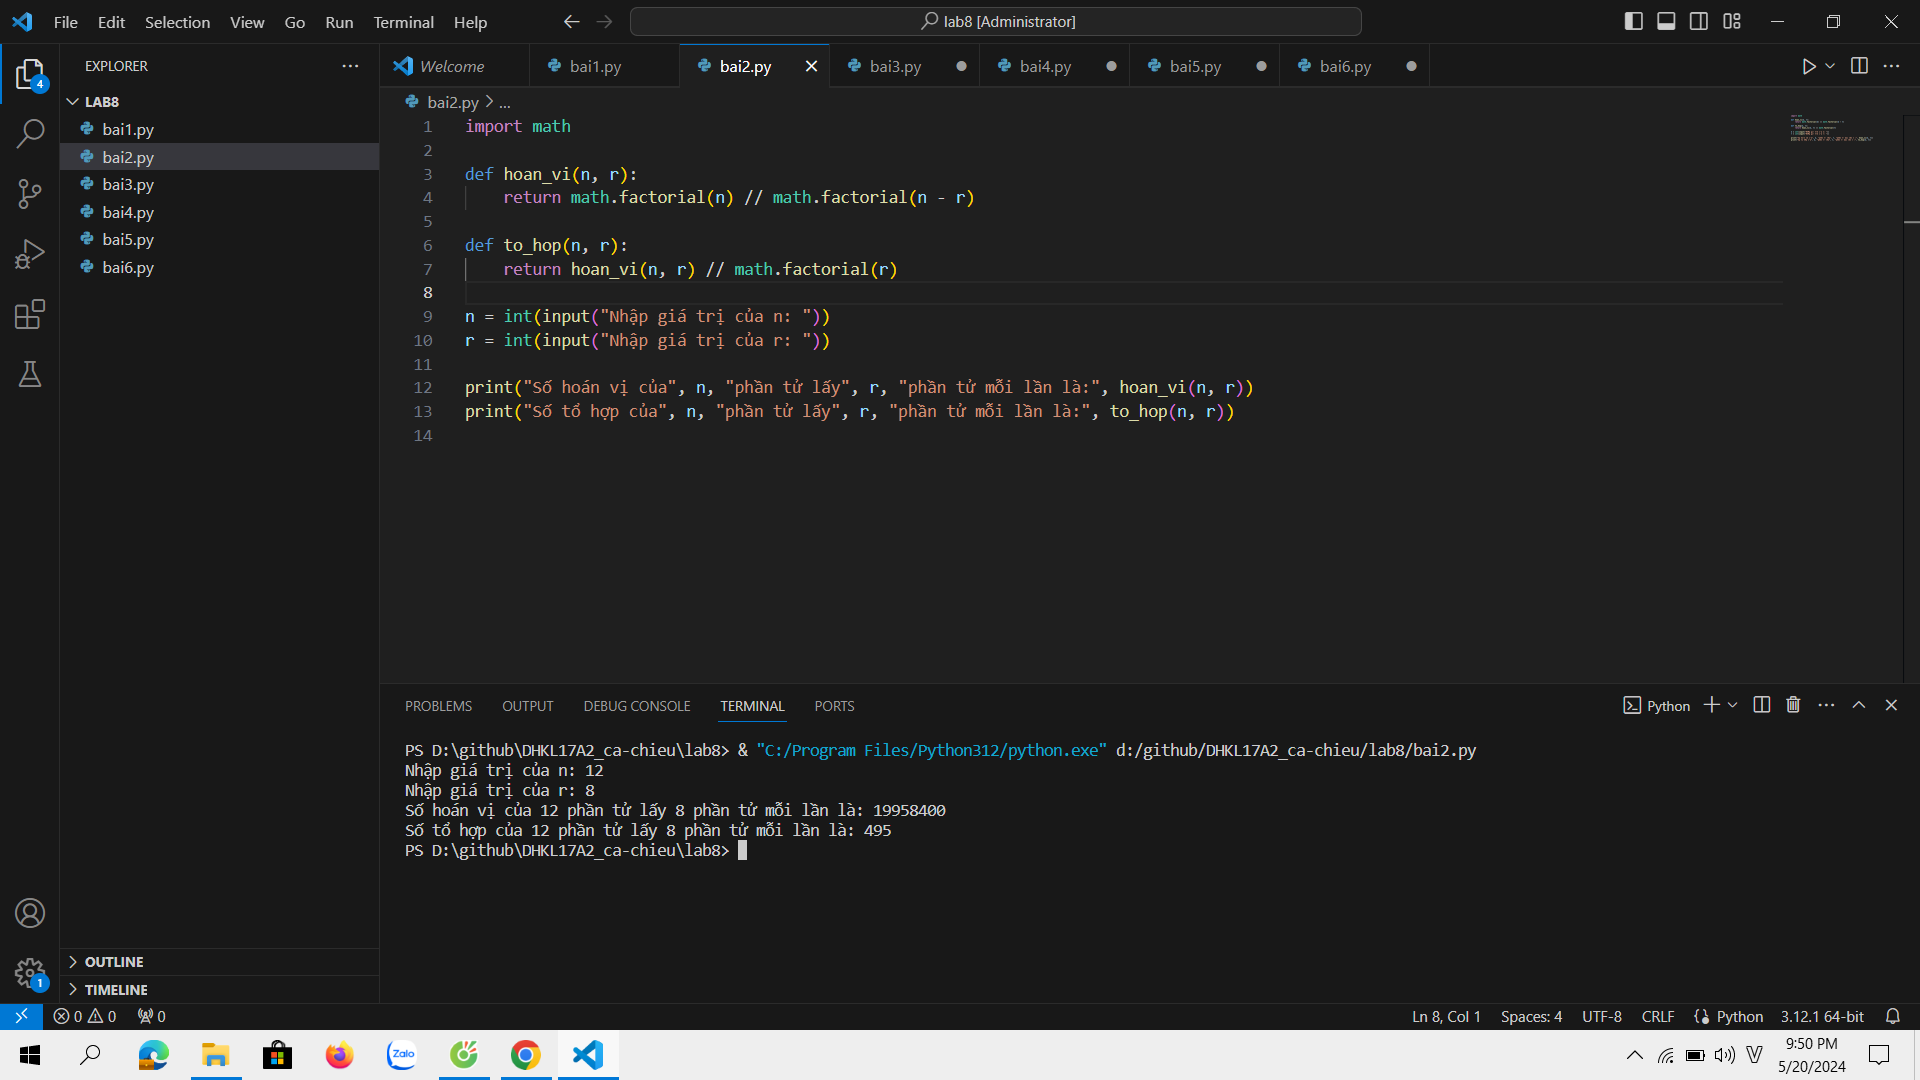 File Edit Selection View Go Run Terminal Help
lab8 [Administrator]
EXPLORER
4
LAB8
bai1.py
bai2.py
bai3.py
bai4.py
bai5.py
bai6.py
OUTLINE
TIMELINE
1
Welcome bai1.py bai2.py bai3.py bai4.py bai5.py bai6.py
bai2.py > ...
1 import math
2
3 def hoan_vi(n, r):
4 return math.factorial(n) // math.factorial(n - r)
5
6 def to_hop(n, r):
7 return hoan_vi(n, r) // math.factorial(r)
8
9 n = int(input("Nhập giá trị của n: "))
10 r = int(input("Nhập giá trị của r: "))
11
12 print("Số hoán vị của", n, "phần tử lấy", r, "phần tử mỗi lần là:", hoan_vi(n, r))
13 print("Số tổ hợp của", n, "phần tử lấy", r, "phần tử mỗi lần là:", to_hop(n, r))
14
PROBLEMS OUTPUT DEBUG CONSOLE TERMINAL PORTS
Python
PS D:\github\DHKL17A2_ca-chieu\lab8> & "C:/Program Files/Python312/python.exe" d:/github/DHKL17A2_ca-chieu/lab8/bai2.py
Nhập giá trị của n: 12
Nhập giá trị của r: 8
Số hoán vị của 12 phần tử lấy 8 phần tử mỗi lần là: 19958400
Số tổ hợp của 12 phần tử lấy 8 phần tử mỗi lần là: 495
PS D:\github\DHKL17A2_ca-chieu\lab8>
0 0 0
Ln 8, Col 1 Spaces: 4 UTF-8 CRLF Python 3.12.1 64-bit
Zalo
V
9:50 PM
5/20/2024